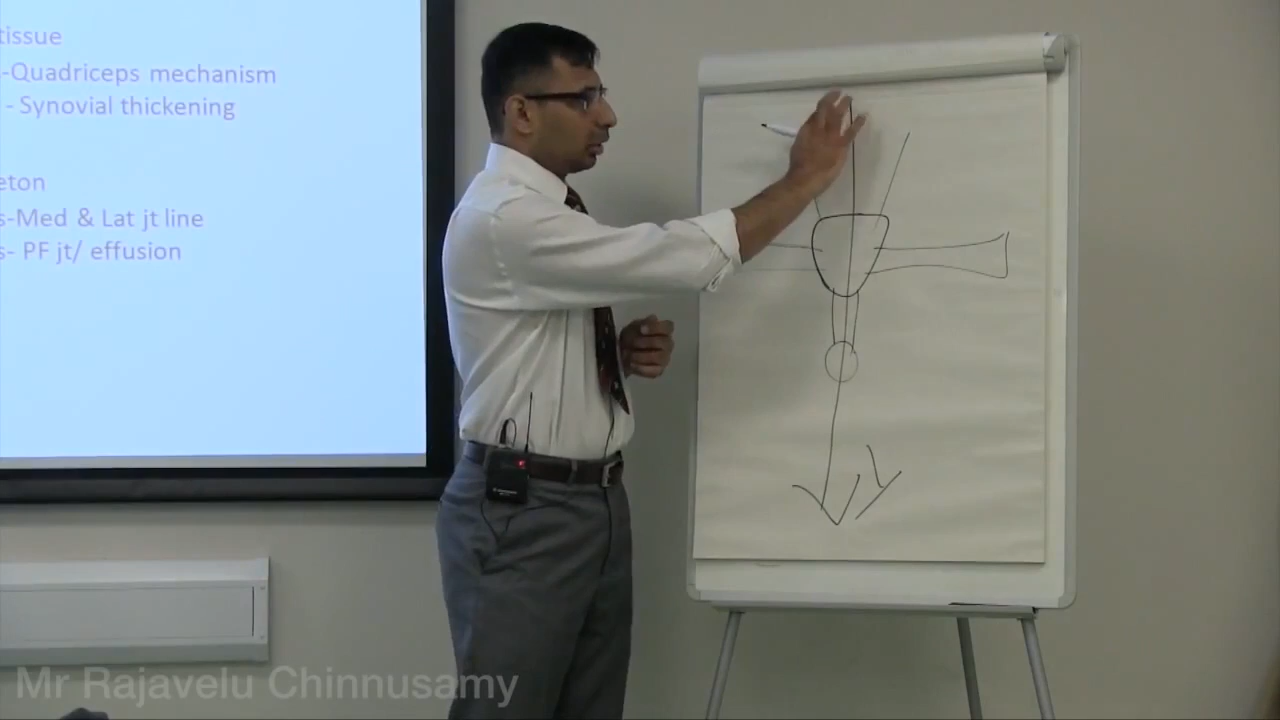 tissue
-Quadriceps mechanism
- Synovial thickening
eton
s-Med & Lat jt line
s- PF jt/ effusion
Mr Rajavelu Chinnusamy